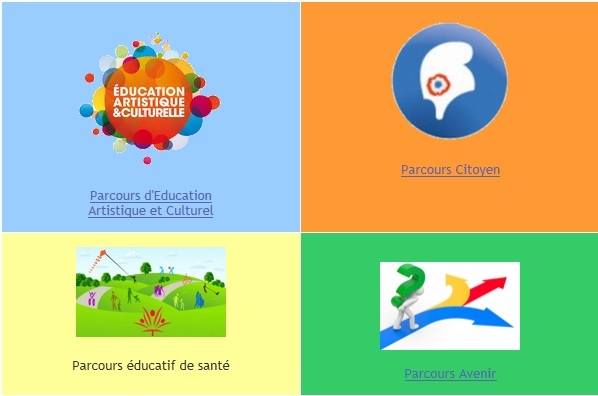 ÉDUCATION
ARTISTIQUE
&CULTURELLE
Parcours d'Education
Artistique et Culturel
Parcours Citoyen
Parcours éducatif de santé
?
Parcours Avenir